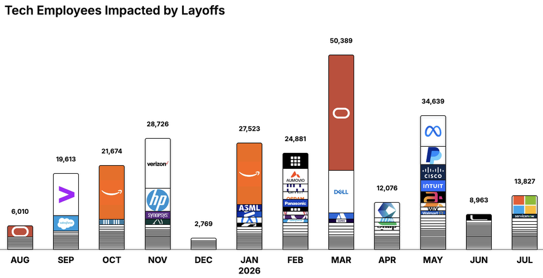 Tech Employees Impacted by Layoffs
50,389
34,639
28,726
27,523
24,881
21,674
19,613
13,827
12,076
8,963
6,010
2,769
verizon
hp
synopsys
ASML
AUMOVIO
Panasonic
DELL
PayPal
CISCO
INTUIT
AUG
SEP
OCT
NOV
DEC
JAN
2026
FEB
MAR
APR
MAY
JUN
JUL